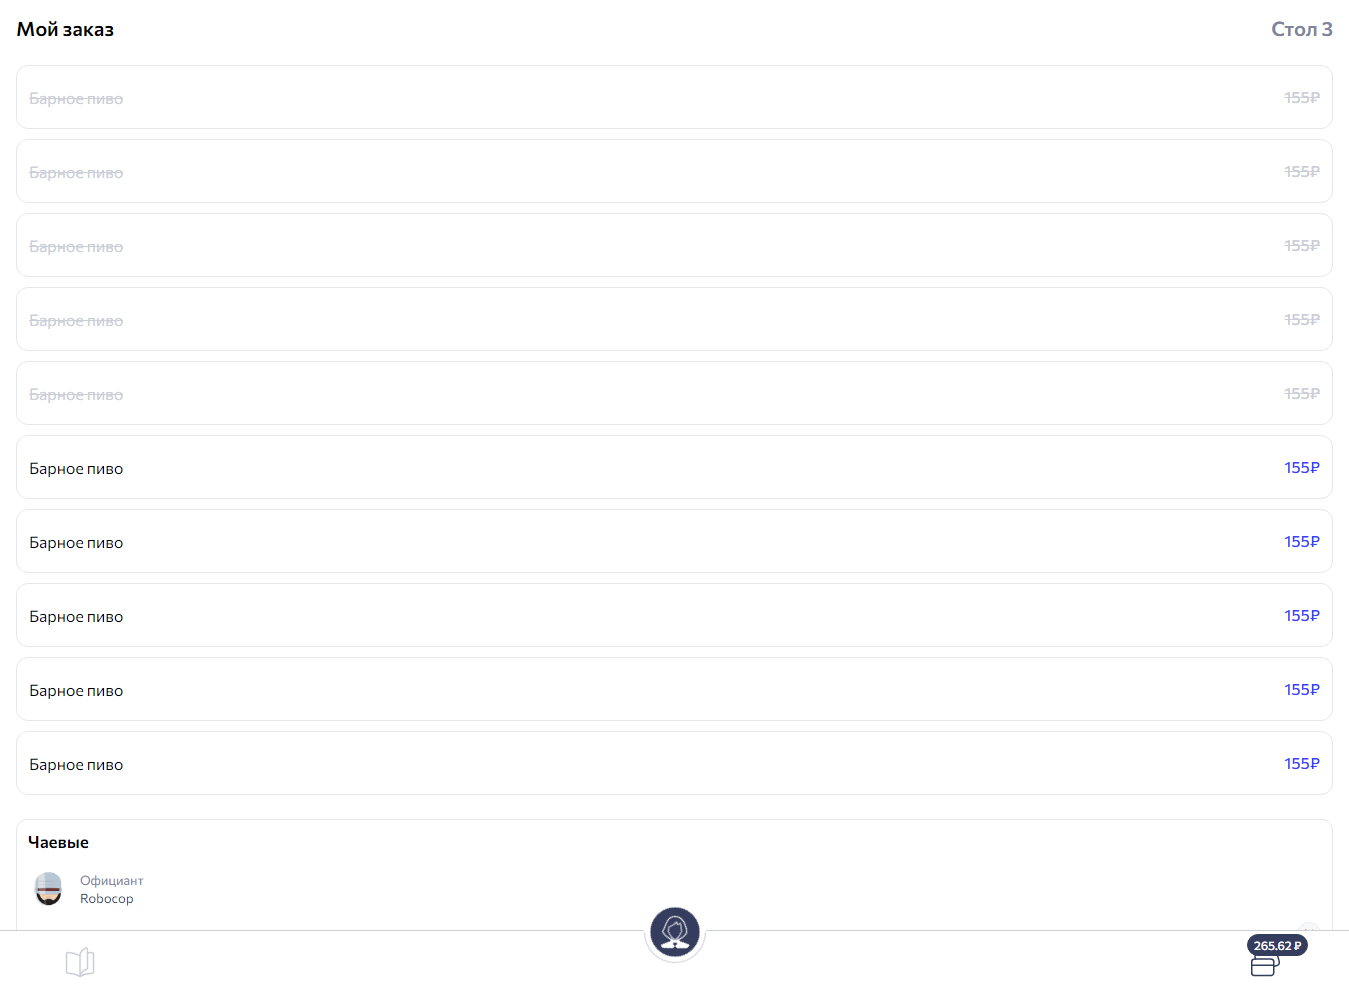 Мой заказ
Стол 3
Барное пиво 155₽
Барное пиво 155₽
Барное пиво 155₽
Барное пиво 155₽
Барное пиво 155₽
Барное пиво 155₽
Барное пиво 155₽
Барное пиво 155₽
Барное пиво 155₽
Барное пиво 155₽
Чаевые
Официант
Robocop
265.62 ₽